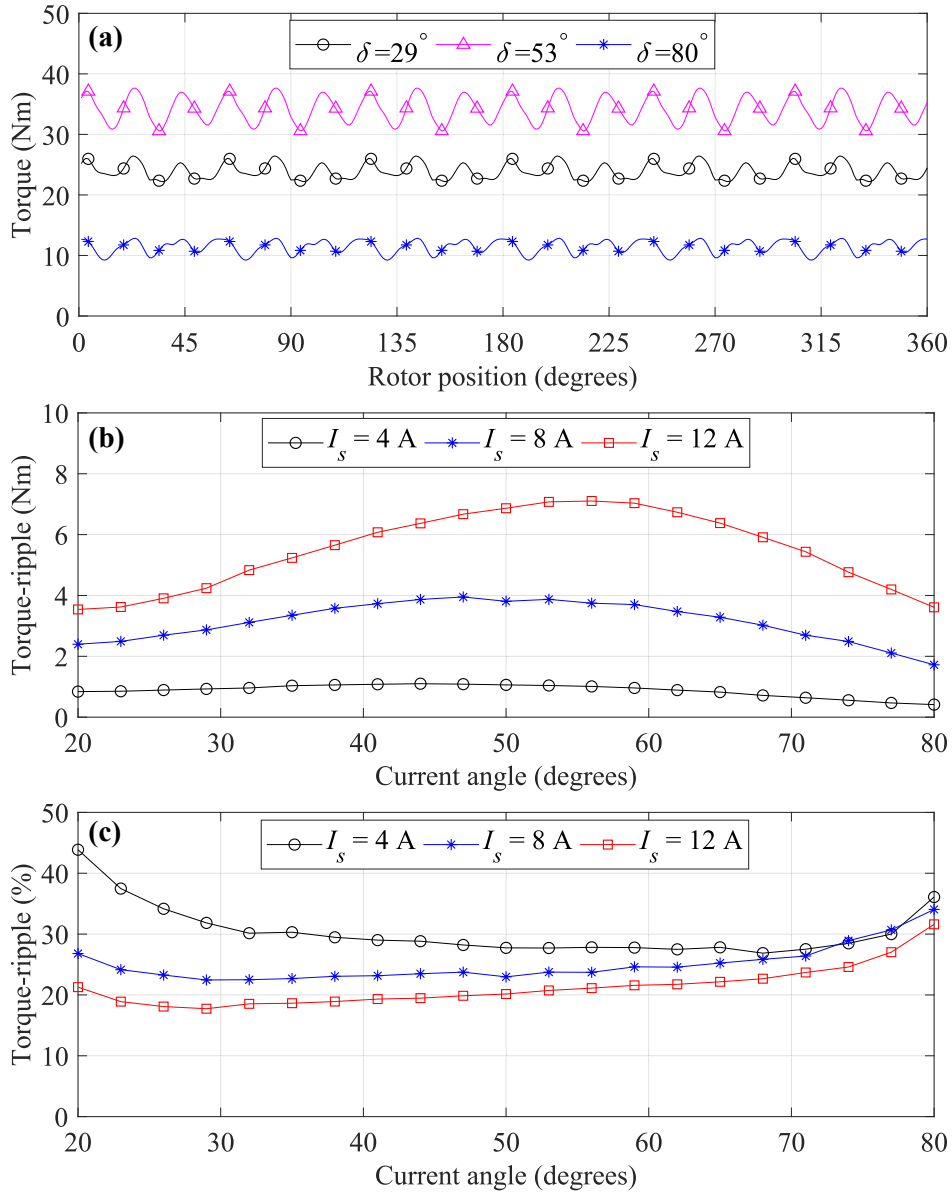 (a)
δ=29° δ=53° δ=80°
50
40
30
20
10
0
Torque (Nm)
0 45 90 135 180 225 270 315 360
Rotor position (degrees)
(b)
I_s = 4 A I_s = 8 A I_s = 12 A
10
8
6
4
2
0
Torque-ripple (Nm)
20 30 40 50 60 70 80
Current angle (degrees)
(c)
I_s = 4 A I_s = 8 A I_s = 12 A
50
40
30
20
10
0
Torque-ripple (%)
20 30 40 50 60 70 80
Current angle (degrees)